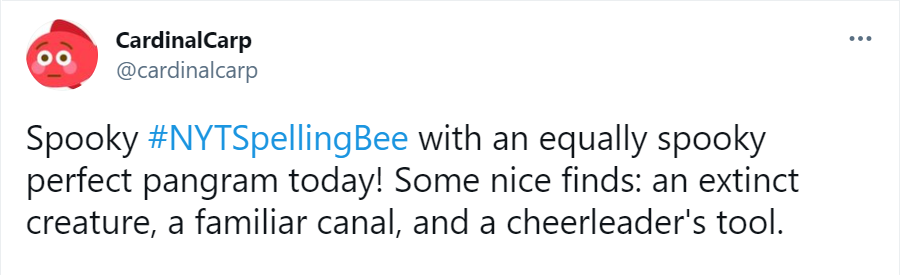 CardinalCarp
@cardinalcarp
Spooky #NYTSpellingBee with an equally spooky
perfect pangram today! Some nice finds: an extinct
creature, a familiar canal, and a cheerleader's tool.